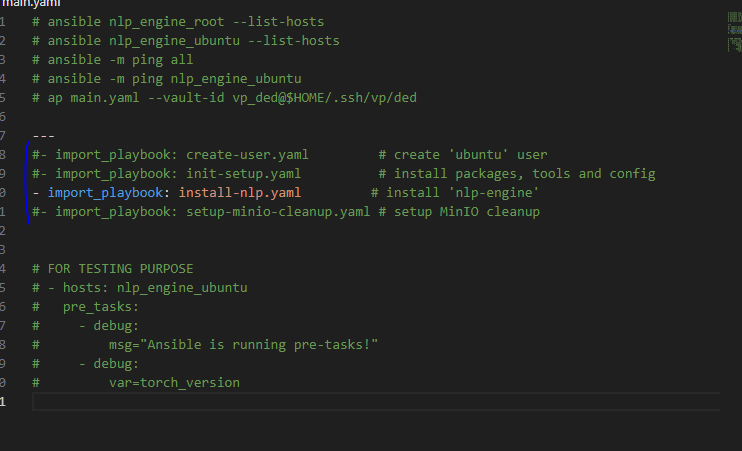 main.yaml
1 # ansible nlp_engine_root --list-hosts
2 # ansible nlp_engine_ubuntu --list-hosts
3 # ansible -m ping all
4 # ansible -m ping nlp_engine_ubuntu
5 # ap main.yaml --vault-id vp_ded@$HOME/.ssh/vp/ded
6
7 ---
8 #- import_playbook: create-user.yaml # create 'ubuntu' user
9 #- import_playbook: init-setup.yaml # install packages, tools and config
0 - import_playbook: install-nlp.yaml # install 'nlp-engine'
1 #- import_playbook: setup-minio-cleanup.yaml # setup MinIO cleanup
2
3
4 # FOR TESTING PURPOSE
5 # - hosts: nlp_engine_ubuntu
6 #   pre_tasks:
7 #     - debug:
8 #         msg="Ansible is running pre-tasks!"
9 #     - debug:
0 #         var=torch_version
1